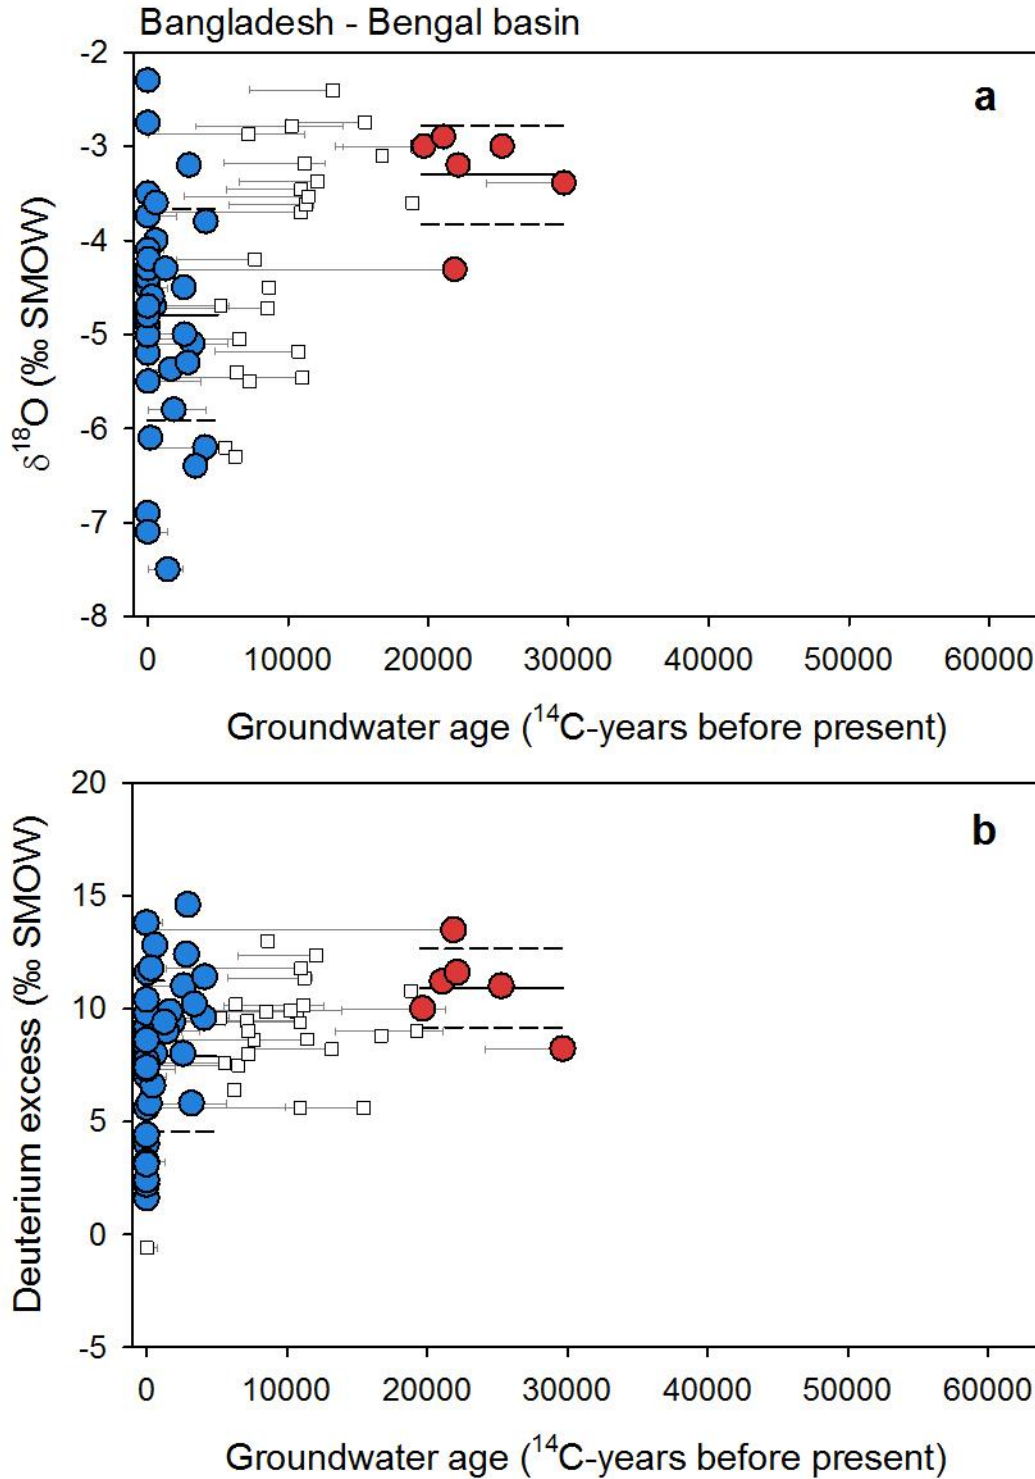 Bangladesh - Bengal basin
a
-2
-3
-4
-5
-6
-7
-8
δ¹⁸O (‰ SMOW)
0 10000 20000 30000 40000 50000 60000
Groundwater age (¹⁴C-years before present)
b
20
15
10
5
0
-5
Deuterium excess (‰ SMOW)
0 10000 20000 30000 40000 50000 60000
Groundwater age (¹⁴C-years before present)